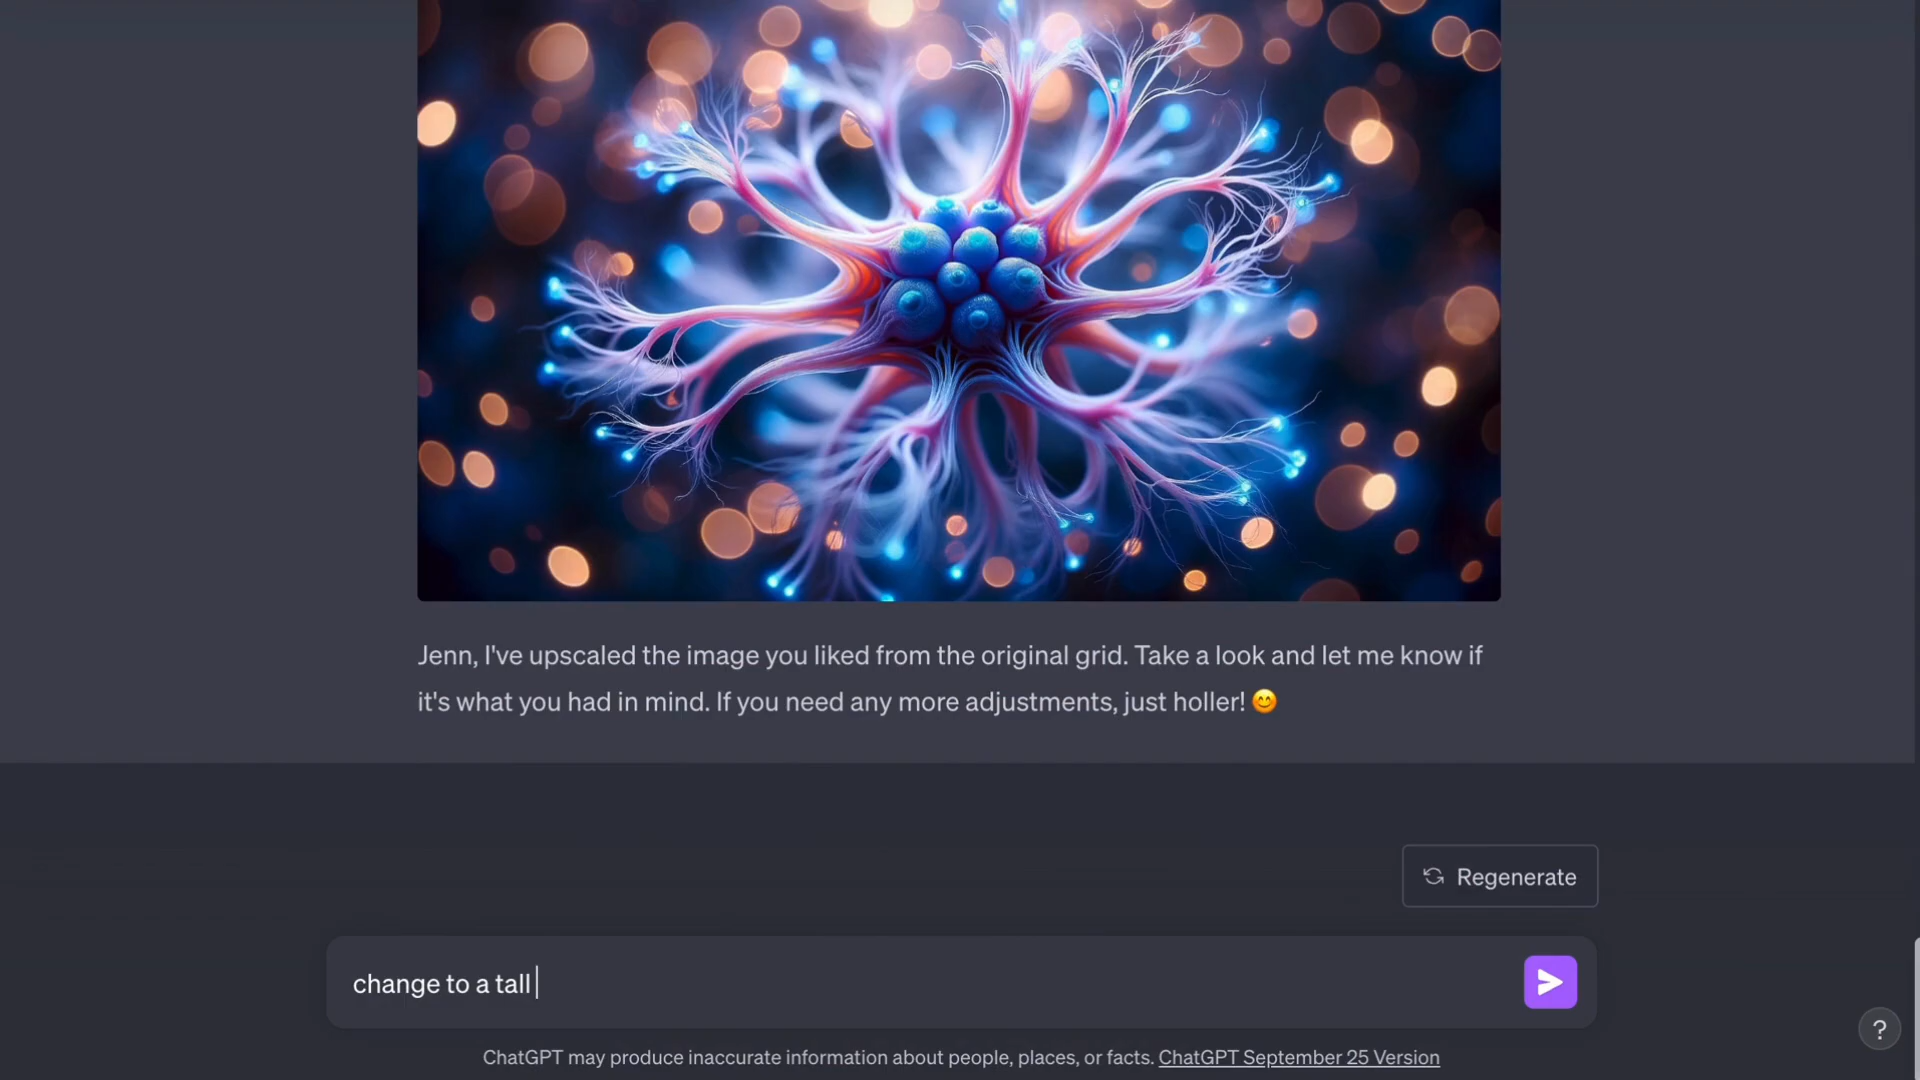 Jenn, I've upscaled the image you liked from the original grid. Take a look and let me know if
it's what you had in mind. If you need any more adjustments, just holler! 😊
Regenerate
change to a tall
?
ChatGPT may produce inaccurate information about people, places, or facts. ChatGPT September 25 Version